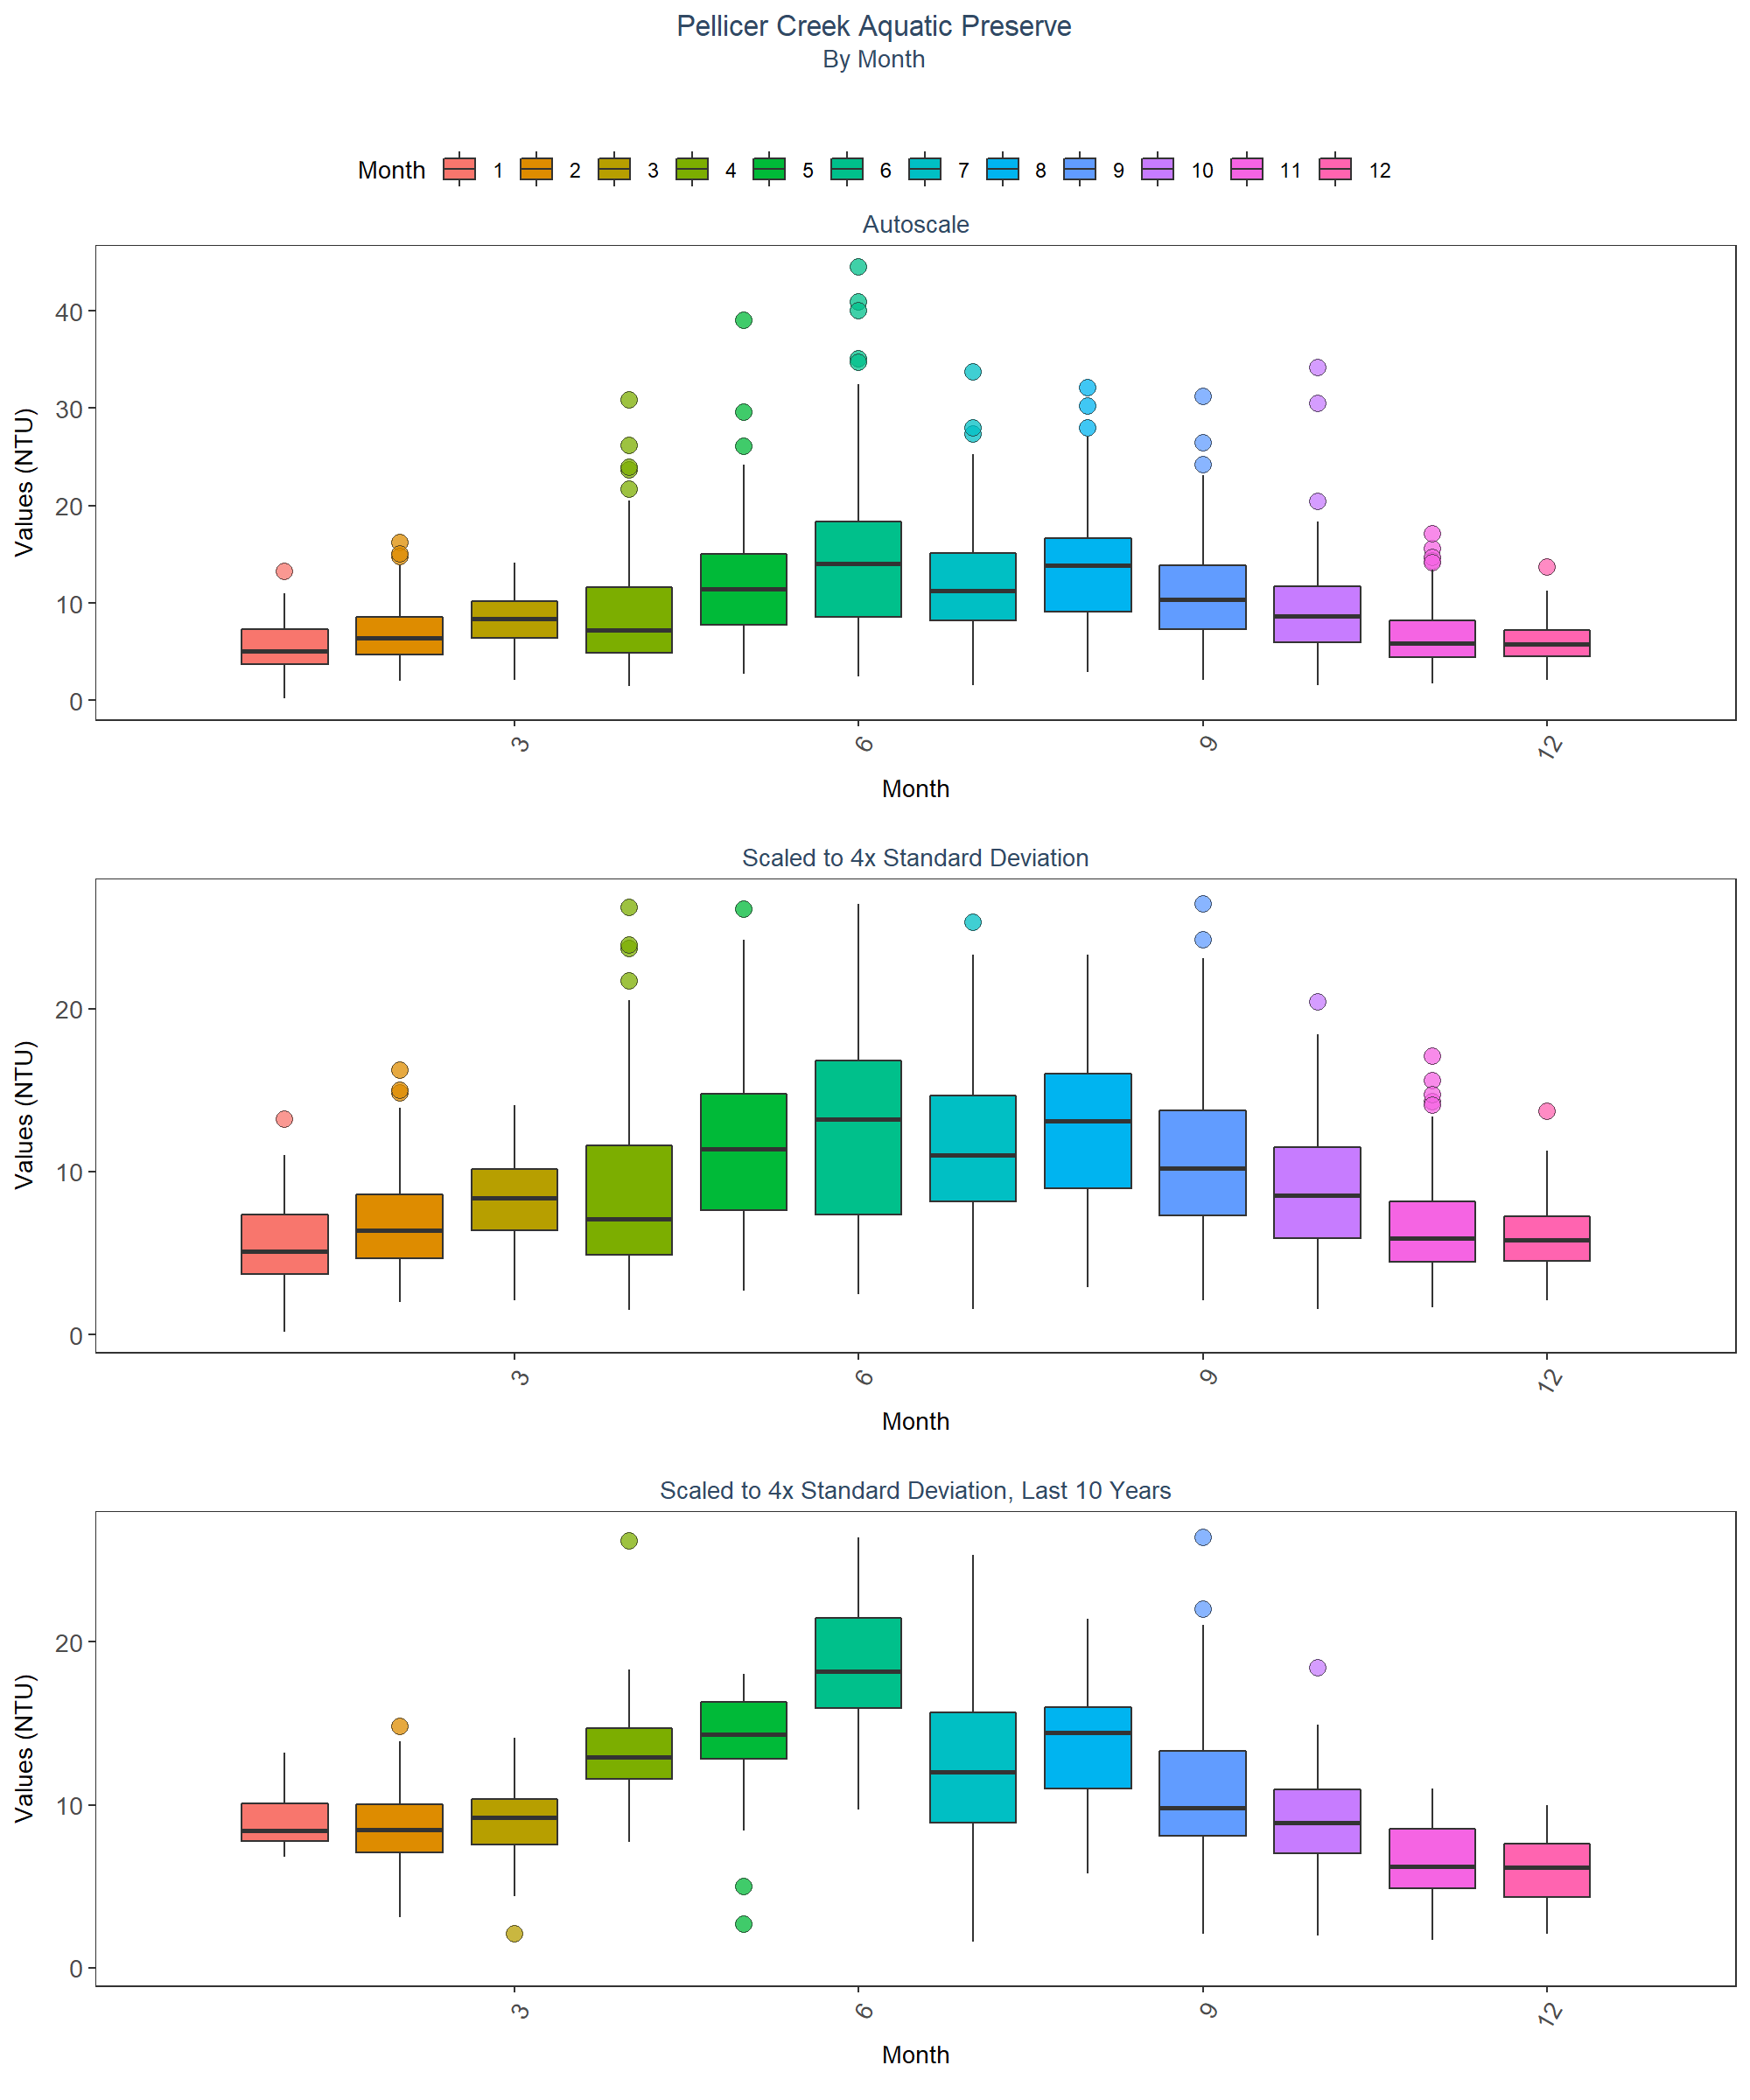 Pellicer Creek Aquatic Preserve
By Month
Month 1 2 3 4 5 6 7 8 9 10 11 12
Autoscale
Values (NTU)
40
30
20
10
0
3 6 9 12
Month
Scaled to 4x Standard Deviation
Values (NTU)
20
10
0
3 6 9 12
Month
Scaled to 4x Standard Deviation, Last 10 Years
Values (NTU)
20
10
0
3 6 9 12
Month